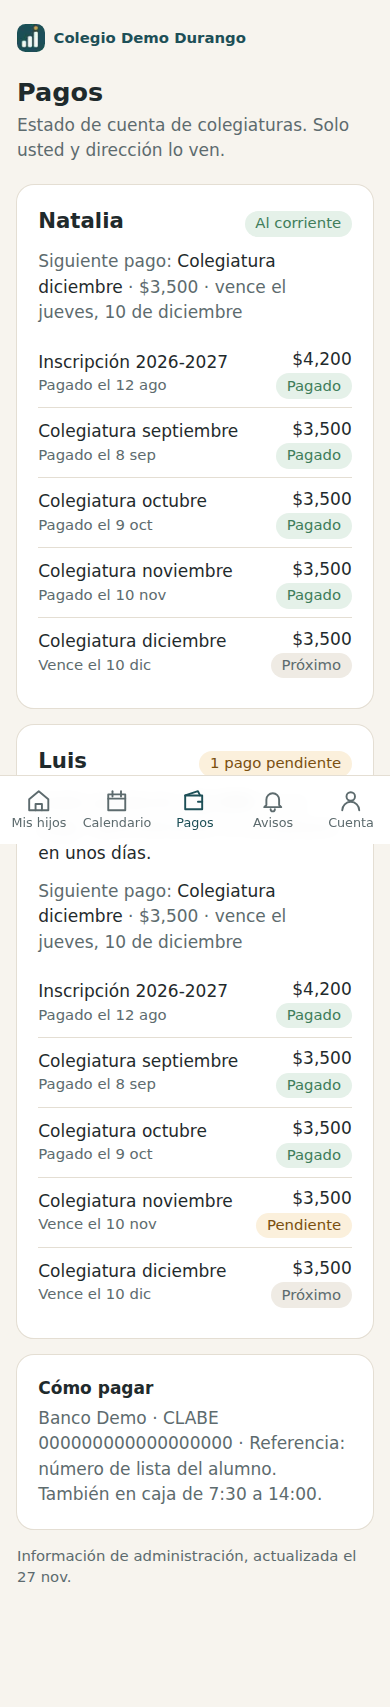 Colegio Demo Durango
Pagos
Estado de cuenta de colegiaturas. Solo
usted y dirección lo ven.
Natalia
Al corriente
Siguiente pago: Colegiatura
diciembre · $3,500 · vence el
jueves, 10 de diciembre
Inscripción 2026-2027
$4,200
Pagado el 12 ago
Pagado
Colegiatura septiembre
$3,500
Pagado el 8 sep
Pagado
Colegiatura octubre
$3,500
Pagado el 9 oct
Pagado
Colegiatura noviembre
$3,500
Pagado el 10 nov
Pagado
Colegiatura diciembre
$3,500
Vence el 10 dic
Próximo
Luis
1 pago pendiente
Mis hijos
Calendario
Pagos
Avisos
Cuenta
en unos días.
Siguiente pago: Colegiatura
diciembre · $3,500 · vence el
jueves, 10 de diciembre
Inscripción 2026-2027
$4,200
Pagado el 12 ago
Pagado
Colegiatura septiembre
$3,500
Pagado el 8 sep
Pagado
Colegiatura octubre
$3,500
Pagado el 9 oct
Pagado
Colegiatura noviembre
$3,500
Vence el 10 nov
Pendiente
Colegiatura diciembre
$3,500
Vence el 10 dic
Próximo
Cómo pagar
Banco Demo · CLABE
000000000000000000 · Referencia:
número de lista del alumno.
También en caja de 7:30 a 14:00.
Información de administración, actualizada el
27 nov.